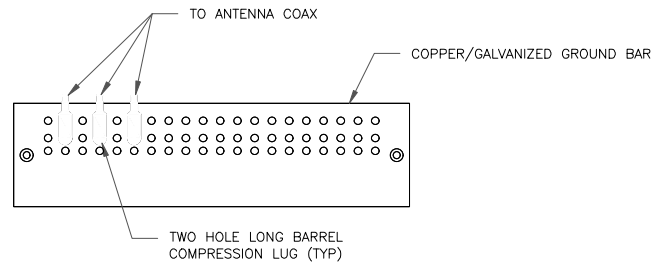 TO ANTENNA COAX
COPPER/GALVANIZED GROUND BAR
TWO HOLE LONG BARREL
COMPRESSION LUG (TYP)